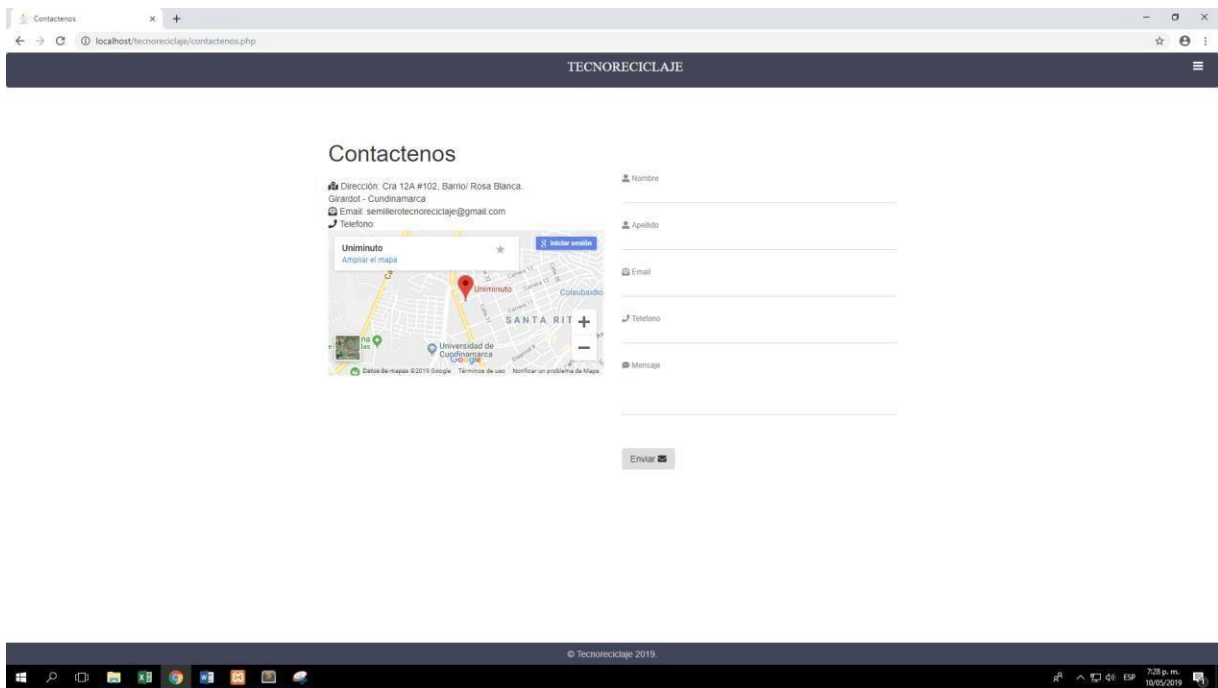 Contactenos
localhost/tecnoreciclaje/contactenos.php
TECNORECICLAJE
Contactenos
Dirección: Cra 12A #102, Barrio/ Rosa Blanca.
Girardot - Cundinamarca
Email: semillerotecnoreciclaje@gmail.com
Telefono:
Uniminuto
Ampliar el mapa
Iniciar sesión
Uniminuto
Colsubsidio
SANTA RIT
Universidad de
Cundinamarca
Google
Datos de mapas ©2019 Google Términos de uso Notificar un problema de Maps
Nombre
Apellido
Email
Telefono
Mensaje
Enviar
© Tecnoreciclaje 2019.
ESP
7:28 p. m.
10/05/2019